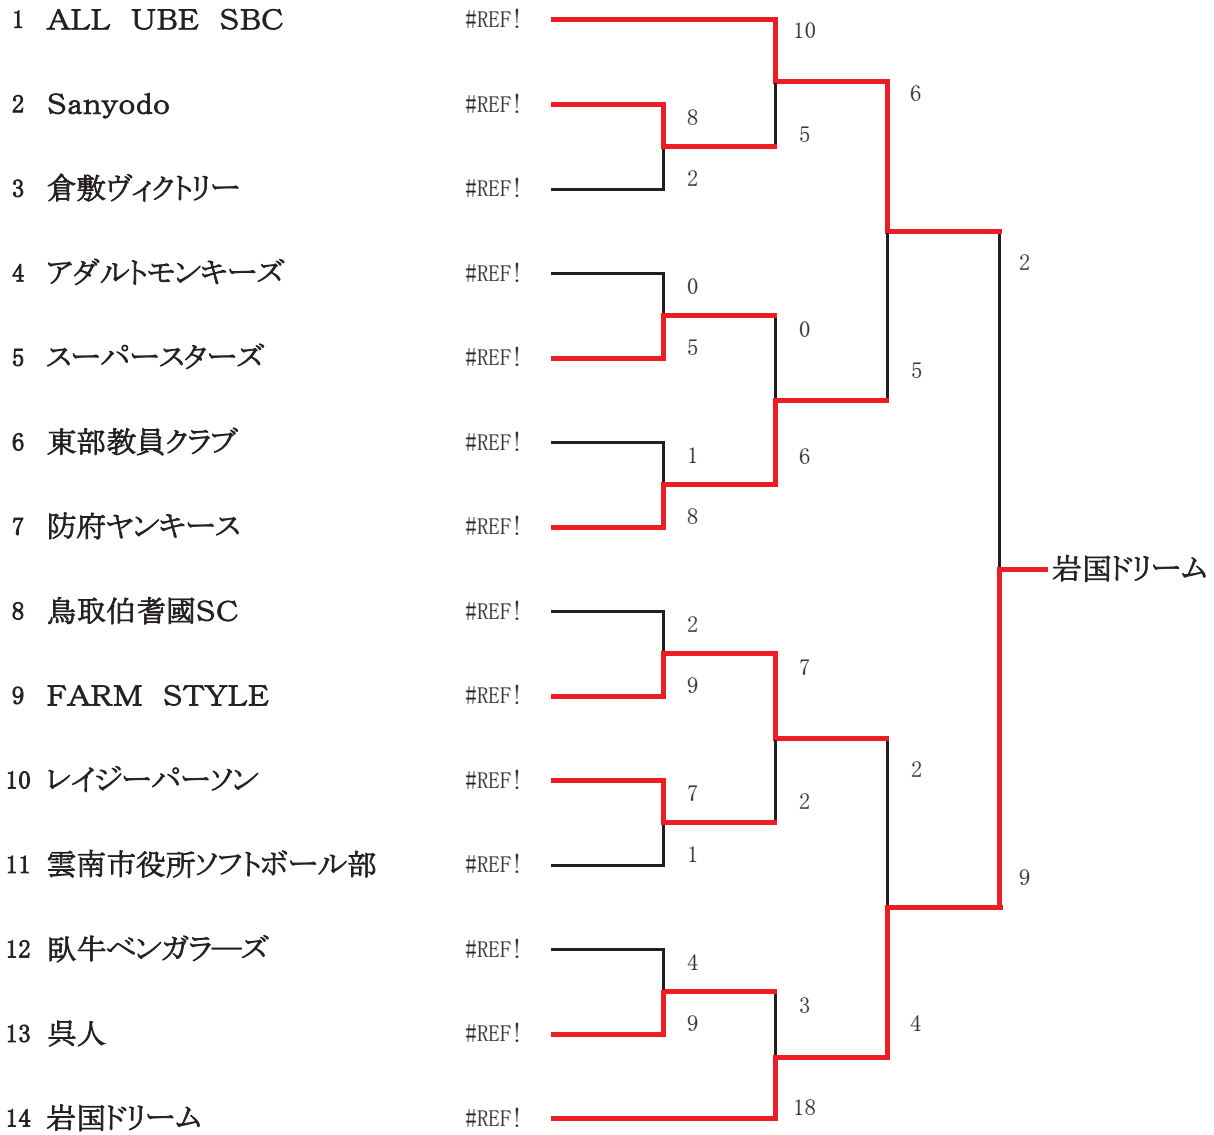 1 ALL UBE SBC #REF!
10
2 Sanyodo #REF!
6
8
5
2
3 倉敷ヴィクトリー #REF!
2
4 アダルトモンキーズ #REF!
0
0
5
5 スーパースターズ #REF!
5
6 東部教員クラブ #REF!
1
6
8
7 防府ヤンキース #REF!
岩国ドリーム
8 鳥取伯耆國SC #REF!
2
7
9
9 FARM STYLE #REF!
2
10 レイジーパーソン #REF!
7
2
1
11 雲南市役所ソフトボール部 #REF!
9
12 臥牛ベンガラ―ズ #REF!
4
3
9
4
13 呉人 #REF!
18
14 岩国ドリーム #REF!